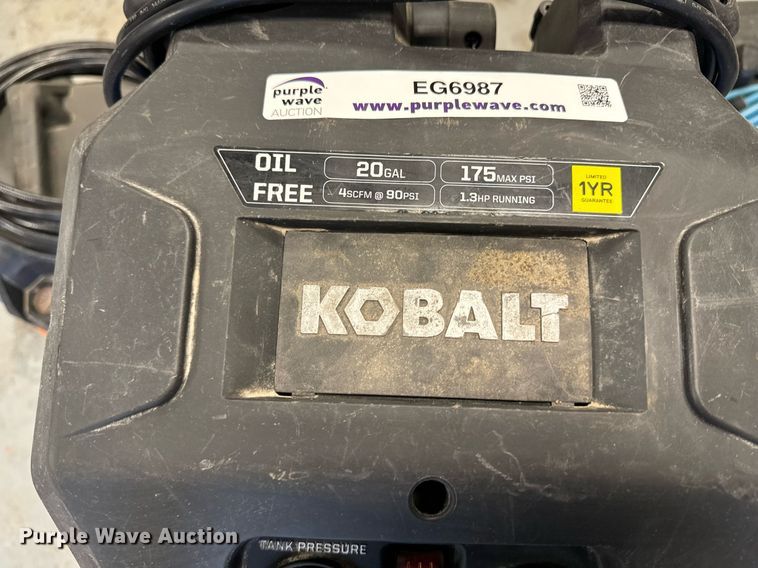 purple
wave
AUCTION
EG6987
www.purplewave.com
OIL
FREE
20GAL
175MAX PSI
4SCFM @ 90PSI
1.3HP RUNNING
LIMITED
1YR
GUARANTEE
KOBALT
TANK PRESSURE
Purple Wave Auction